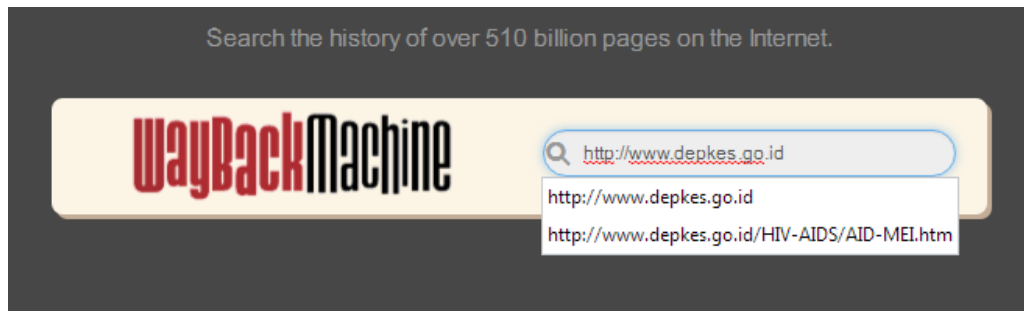 Search the history of over 510 billion pages on the Internet.
WayBackMachine
http://www.depkes.go.id
http://www.depkes.go.id
http://www.depkes.go.id/HIV-AIDS/AID-MEI.htm